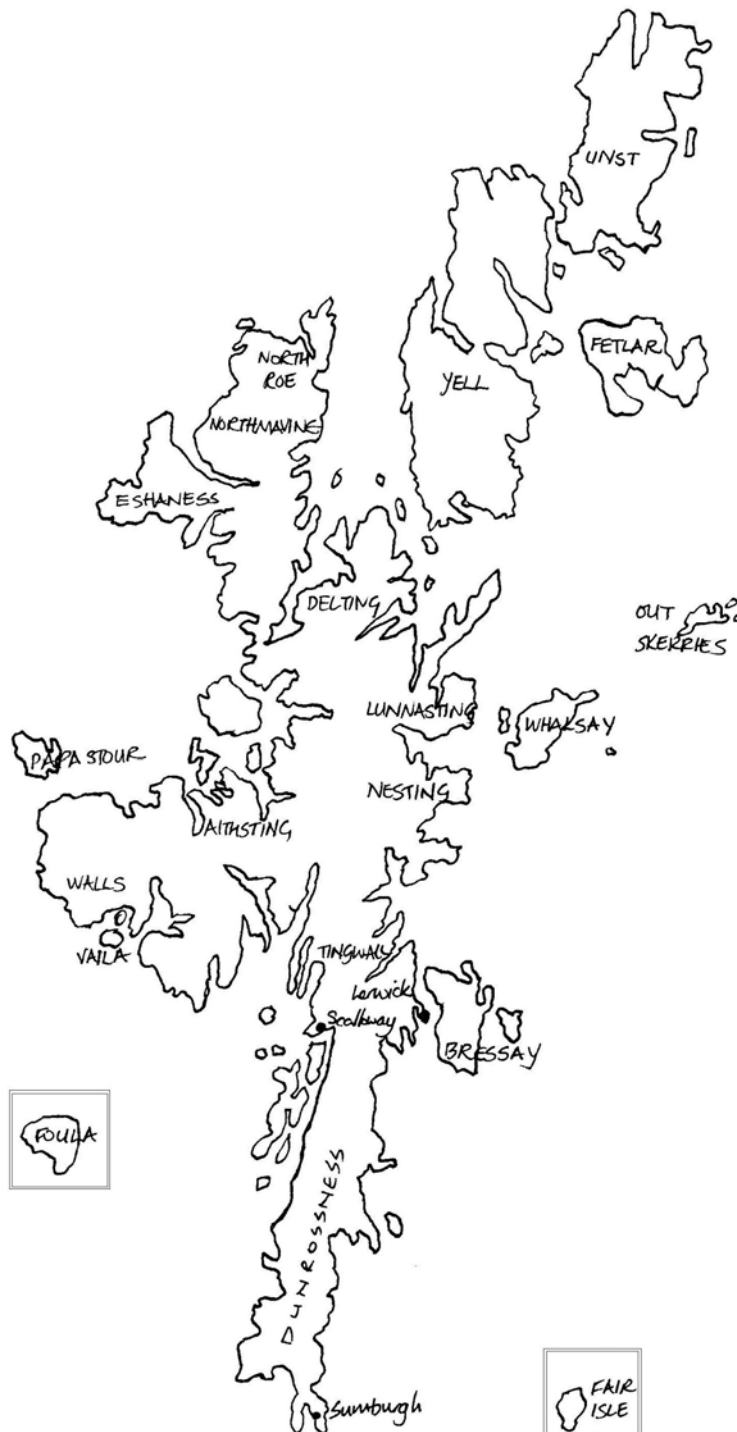 UNST
FETLAR
NORTH
ROE
YELL
NORTHMAVINE
ESHANESS
DELTING
OUT
SKERRIES
LUNNASTING
WHALSAY
PAPA STOUR
NESTING
AITHSTING
WALLS
VAILA
TINGWALL
Lerwick
Scalloway
BRESSAY
FOULA
DUNROSSNESS
FAIR
ISLE
Sumburgh